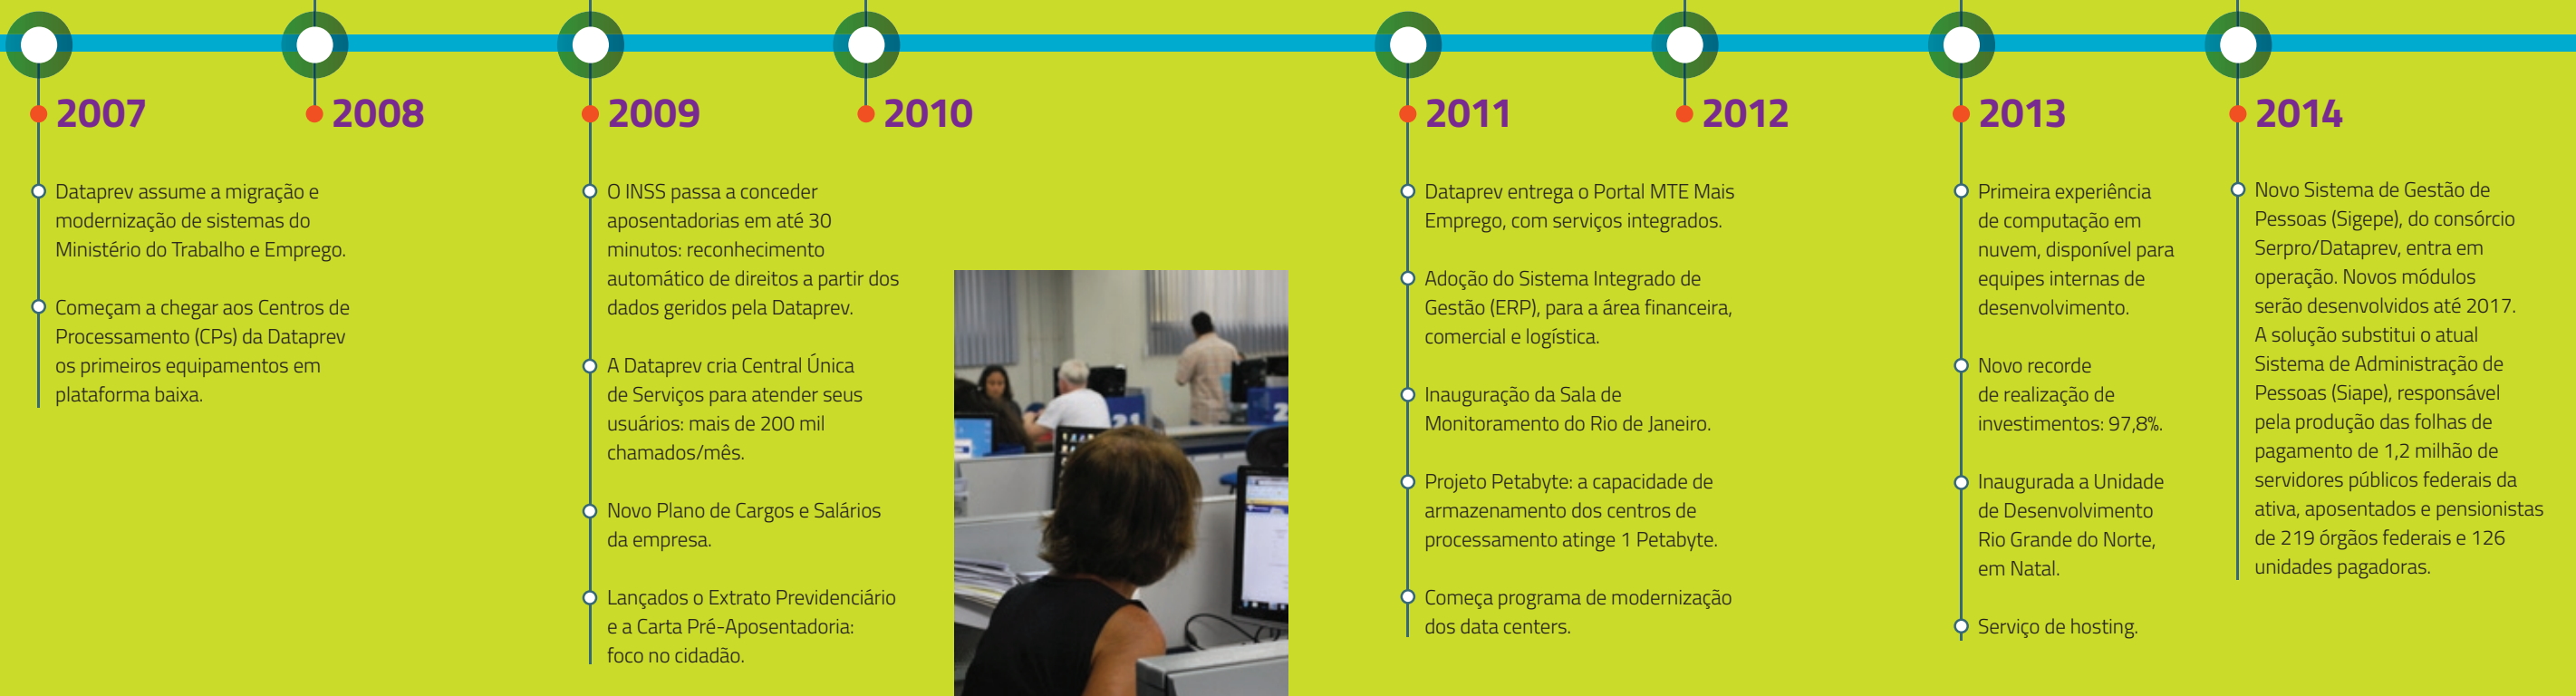 2007
Dataprev assume a migração e
modernização de sistemas do
Ministério do Trabalho e Emprego.
Começam a chegar aos Centros de
Processamento (CPs) da Dataprev
os primeiros equipamentos em
plataforma baixa.
2008
2009
O INSS passa a conceder
aposentadorias em até 30
minutos: reconhecimento
automático de direitos a partir dos
dados geridos pela Dataprev.
A Dataprev cria Central Única
de Serviços para atender seus
usuários: mais de 200 mil
chamados/mês.
Novo Plano de Cargos e Salários
da empresa.
Lançados o Extrato Previdenciário
e a Carta Pré-Aposentadoria:
foco no cidadão.
2010
21
2011
Dataprev entrega o Portal MTE Mais
Emprego, com serviços integrados.
Adoção do Sistema Integrado de
Gestão (ERP), para a área financeira,
comercial e logística.
Inauguração da Sala de
Monitoramento do Rio de Janeiro.
Projeto Petabyte: a capacidade de
armazenamento dos centros de
processamento atinge 1 Petabyte.
Começa programa de modernização
dos data centers.
2012
2013
Primeira experiência
de computação em
nuvem, disponível para
equipes internas de
desenvolvimento.
Novo recorde
de realização de
investimentos: 97,8%.
Inaugurada a Unidade
de Desenvolvimento
Rio Grande do Norte,
em Natal.
Serviço de hosting.
2014
Novo Sistema de Gestão de
Pessoas (Sigepe), do consórcio
Serpro/Dataprev, entra em
operação. Novos módulos
serão desenvolvidos até 2017.
A solução substitui o atual
Sistema de Administração de
Pessoas (Siape), responsável
pela produção das folhas de
pagamento de 1,2 milhão de
servidores públicos federais da
ativa, aposentados e pensionistas
de 219 órgãos federais e 126
unidades pagadoras.